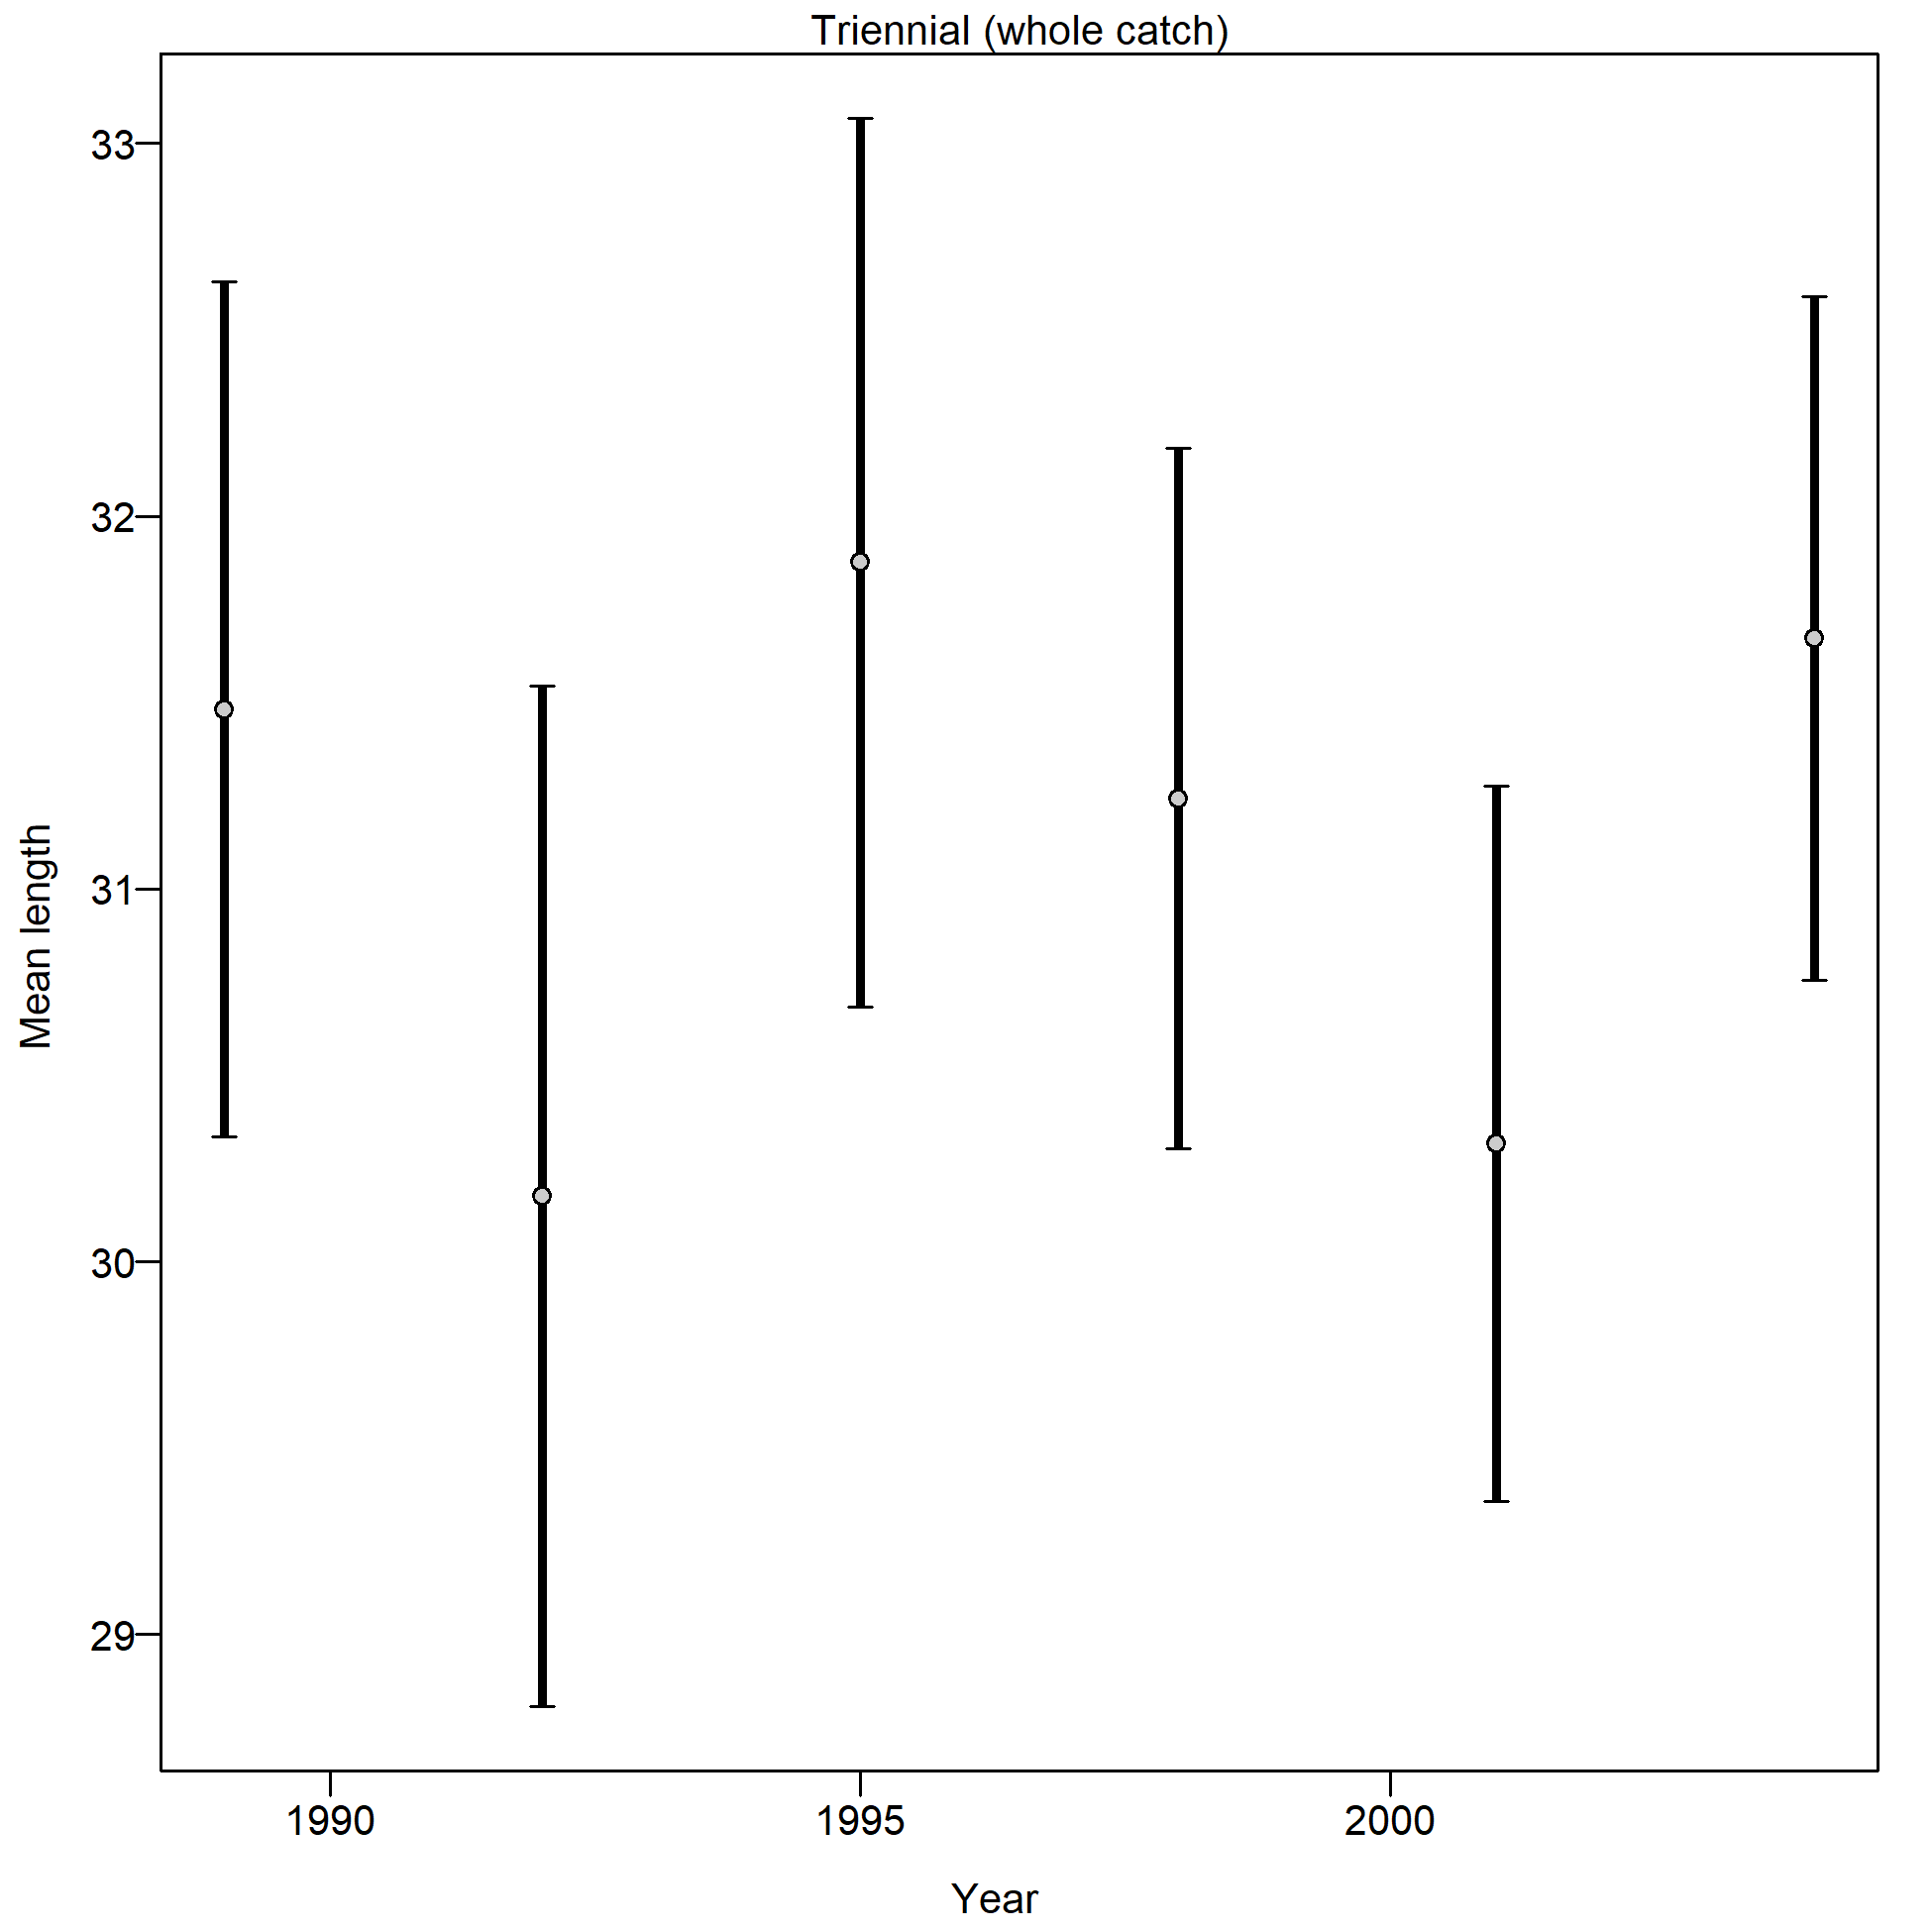 Triennial (whole catch)
33
32
31
30
29
Mean length
1990 1995 2000
Year